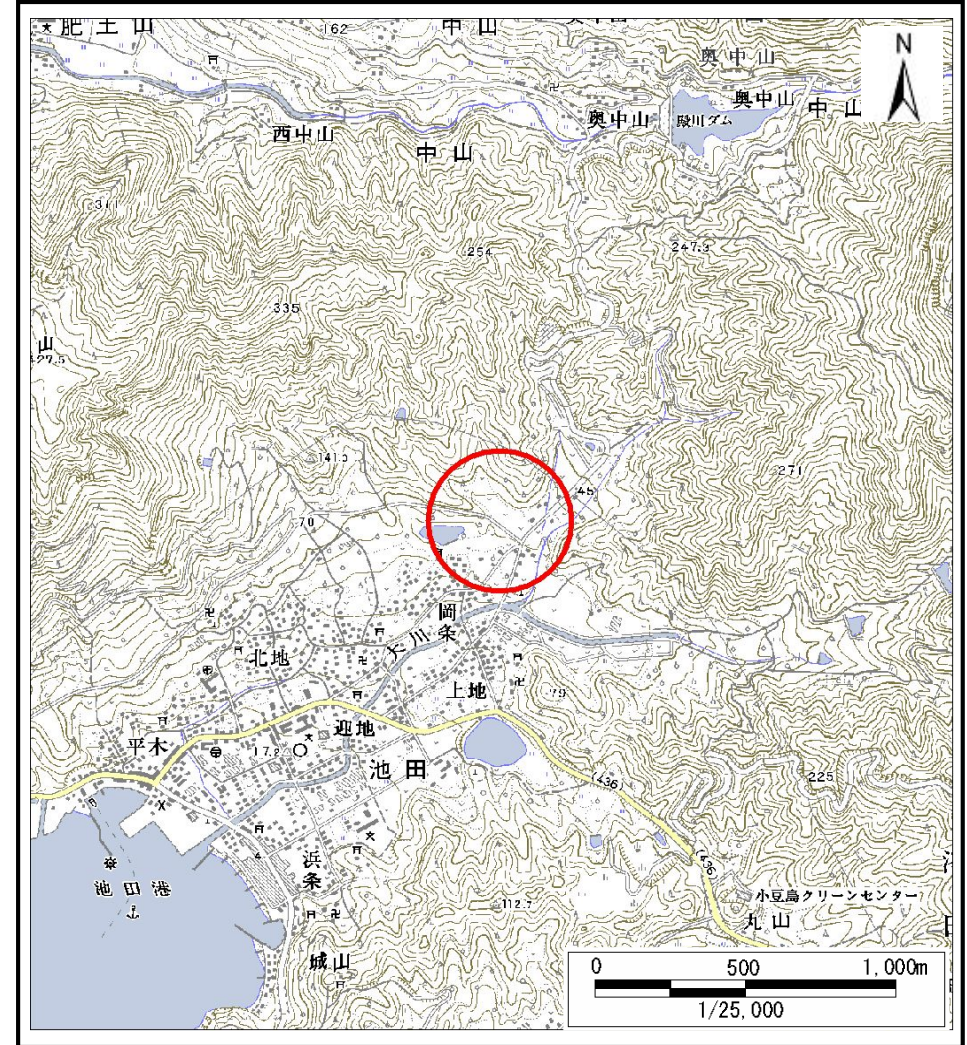 肥土山
162
中山
奥中山
N
奥中山
奥中山
中山
殿川ダム
西中山
中山
254
247.3
335
山
427.5
141.3
271
45
70
岡条
大川
北地
上地
79
迎地
平木
17.2
池田
(436)
225
浜条
(436)
小豆島クリーンセンター
池田港
112.7
丸山
城山
0 500 1,000m
1/25,000